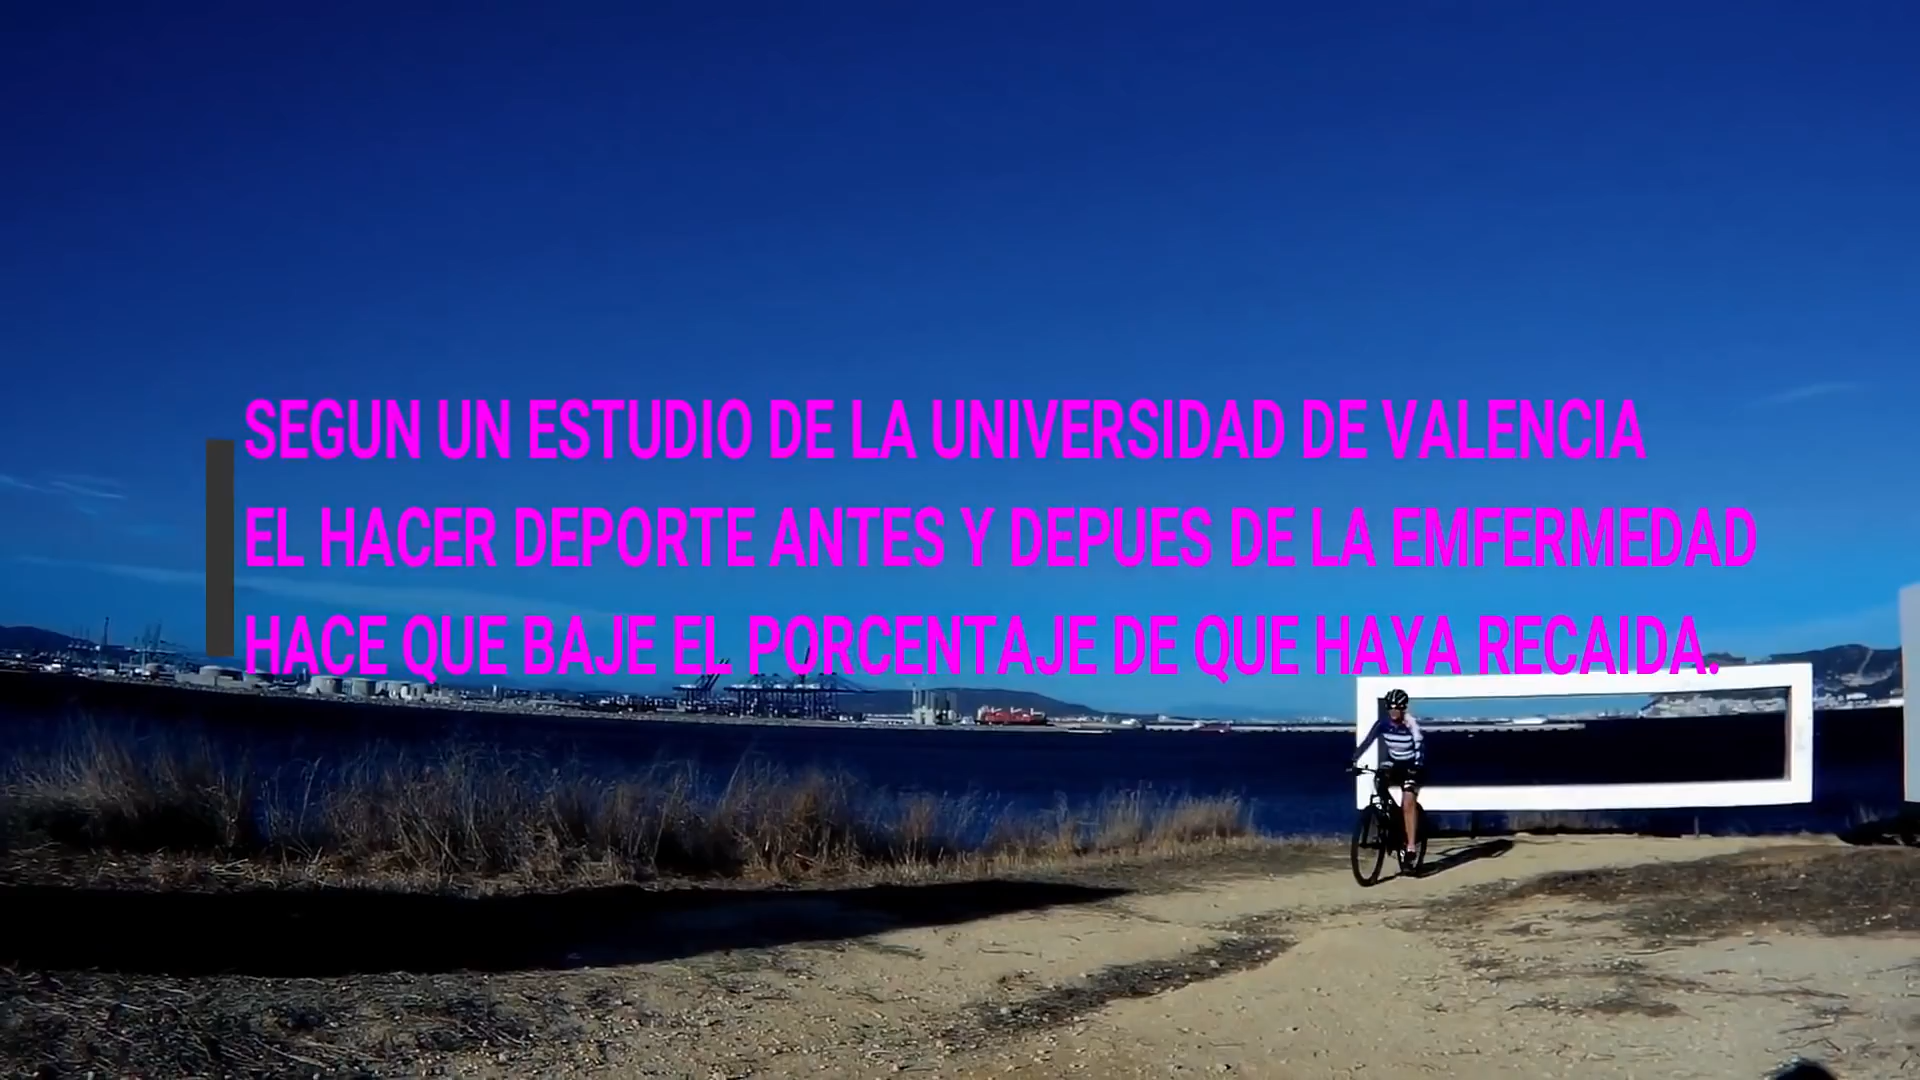 SEGUN UN ESTUDIO DE LA UNIVERSIDAD DE VALENCIA
EL HACER DEPORTE ANTES Y DEPUES DE LA EMFERMEDAD
HACE QUE BAJE EL PORCENTAJE DE QUE HAYA RECAIDA.